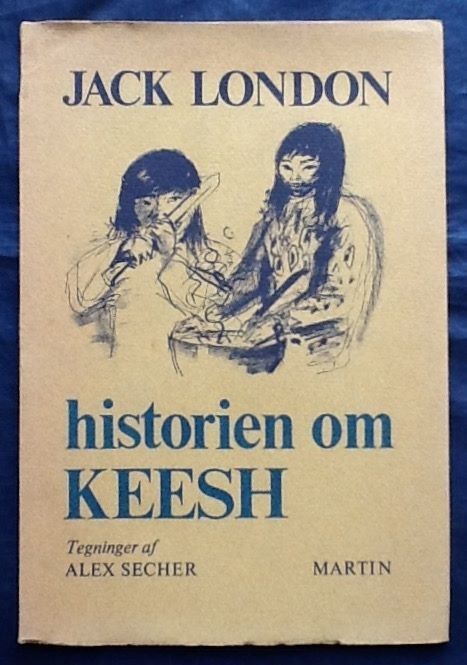 JACK LONDON
historien om
KEESH
Tegninger af
ALEX SECHER MARTIN